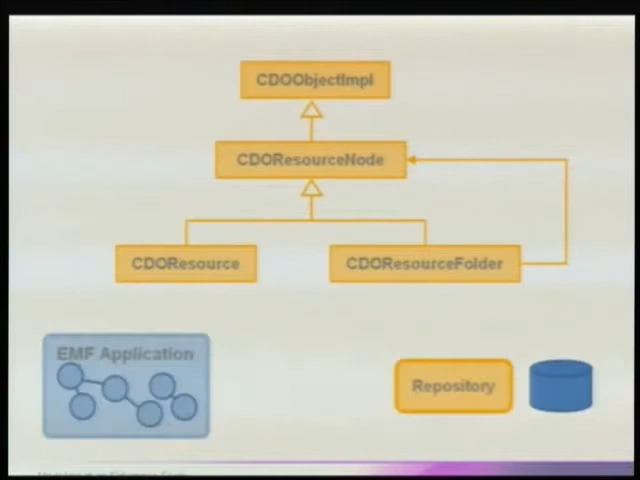 CDOObjectImpl
CDOResourceNode
CDOResource
CDOResourceFolder
EMF Application
Repository